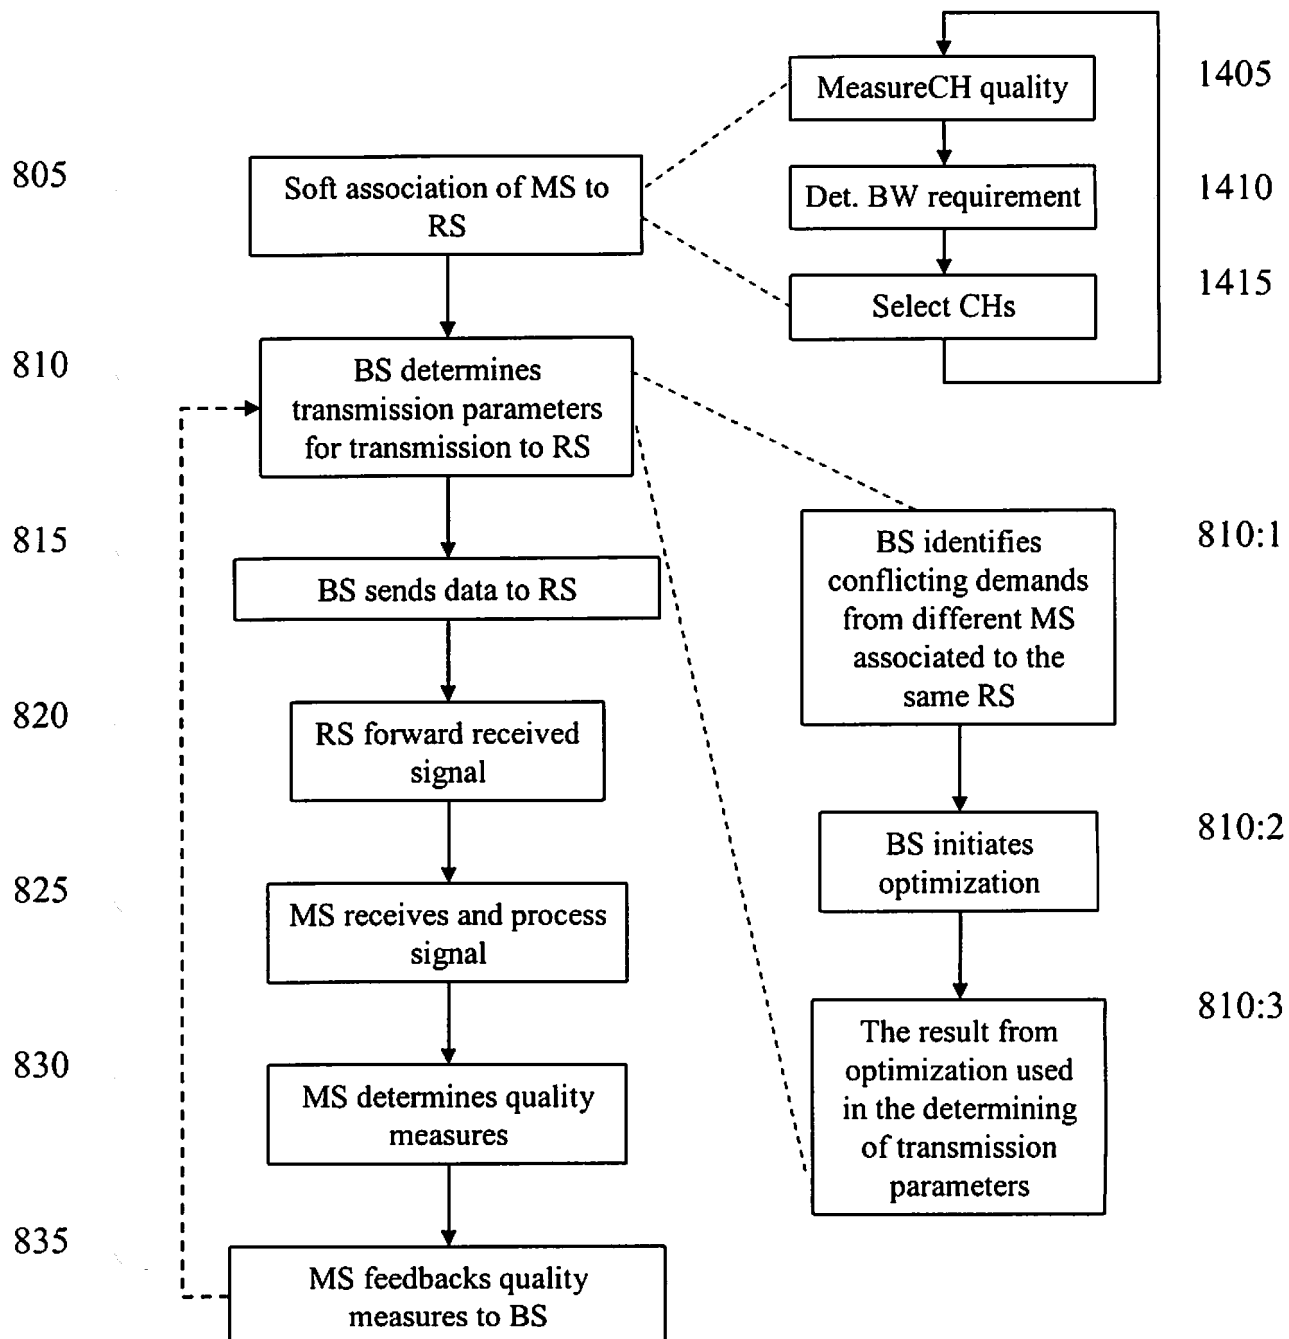 MeasureCH quality
1405
Det. BW requirement
1410
Select CHs
1415
805
Soft association of MS to
RS
810
BS determines
transmission parameters
for transmission to RS
815
BS sends data to RS
820
RS forward received
signal
825
MS receives and process
signal
830
MS determines quality
measures
835
MS feedbacks quality
measures to BS
BS identifies
conflicting demands
from different MS
associated to the
same RS
810:1
BS initiates
optimization
810:2
The result from
optimization used
in the determining
of transmission
parameters
810:3